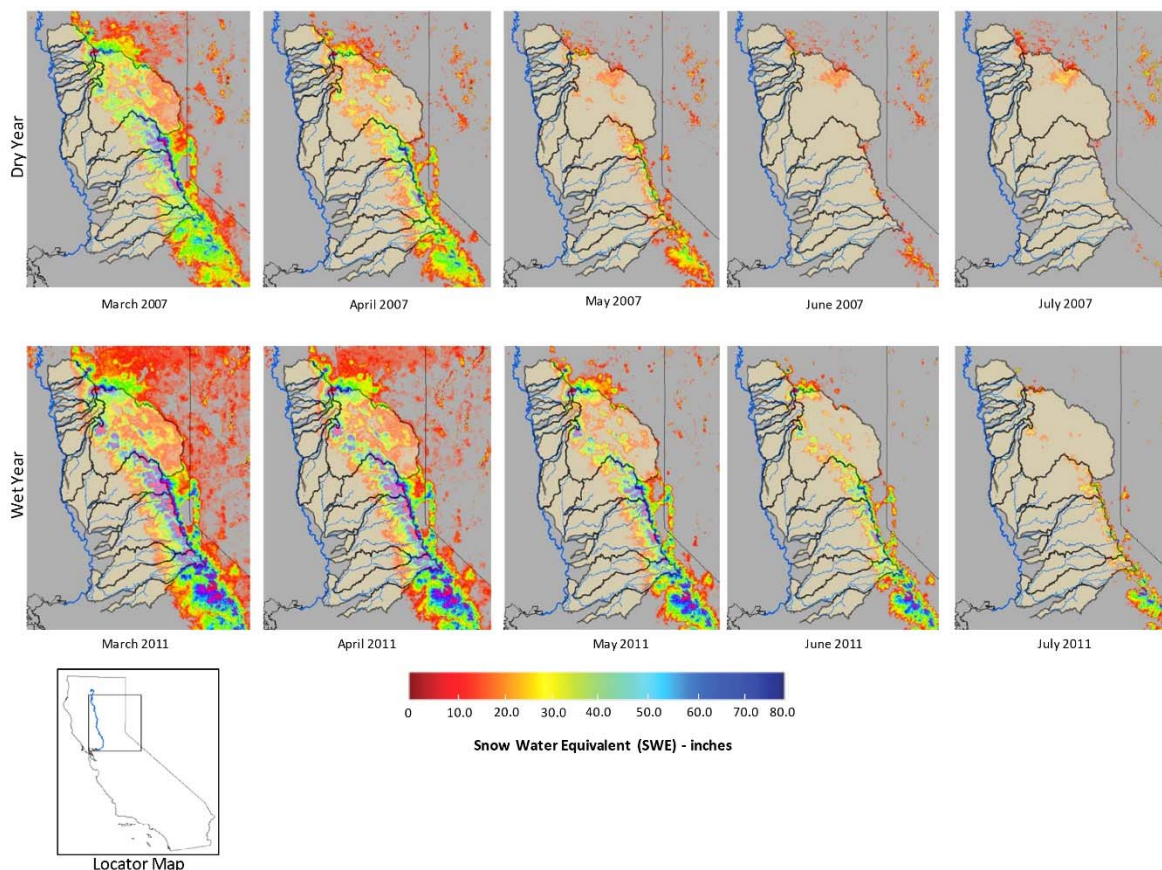 Dry Year
March 2007
April 2007
May 2007
June 2007
July 2007
Wet Year
March 2011
April 2011
May 2011
June 2011
July 2011
0 10.0 20.0 30.0 40.0 50.0 60.0 70.0 80.0
Snow Water Equivalent (SWE) - inches
Locator Map